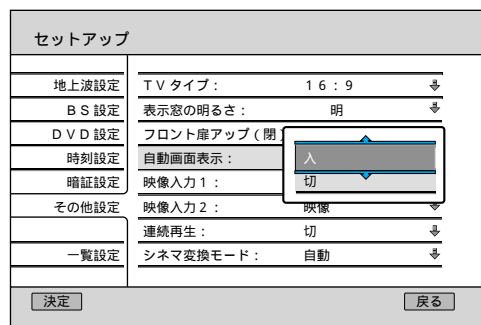 セットアップ
地上波設定
BS設定
DVD設定
時刻設定
暗証設定
その他設定
一覧設定
TVタイプ： 16：9
表示窓の明るさ： 明
フロント扉アップ（閉
自動画面表示：
入
切
映像入力1：
映像入力2： 映像
連続再生： 切
シネマ変換モード： 自動
決定
戻る